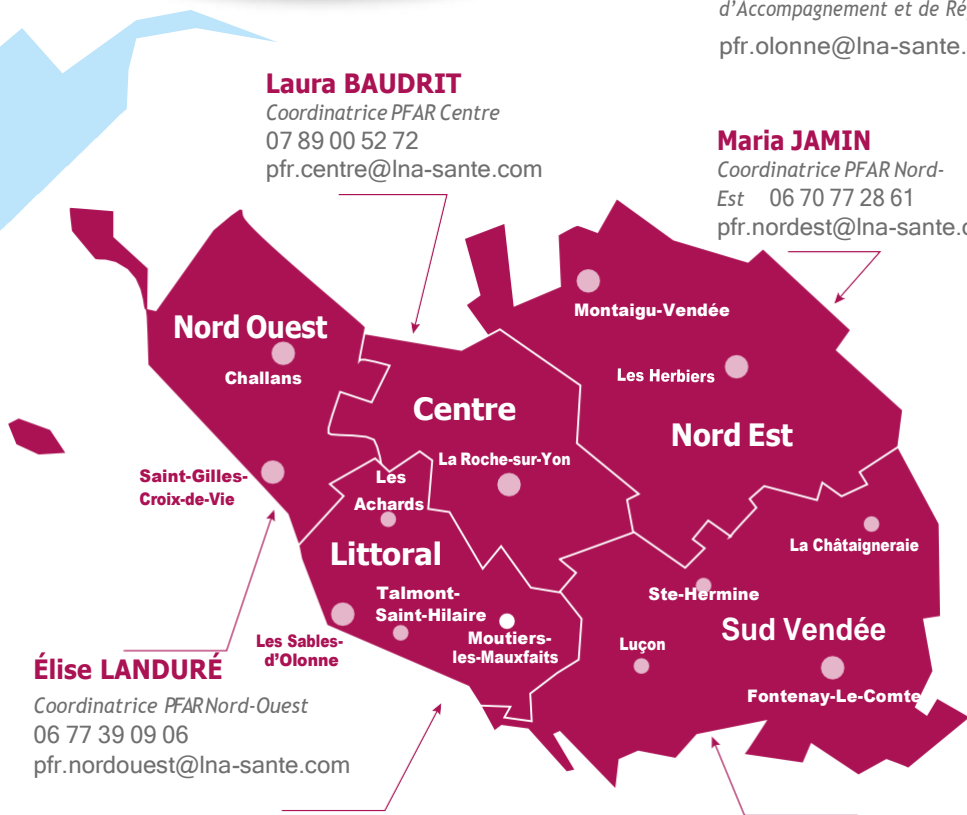 d'Accompagnement et de Ré
pfr.olonne@lna-sante.
Laura BAUDRIT
Coordinatrice PFAR Centre
07 89 00 52 72
pfr.centre@lna-sante.com
Maria JAMIN
Coordinatrice PFAR Nord-
Est 06 70 77 28 61
pfr.nordest@lna-sante.c
Nord Ouest
Challans
Saint-Gilles-
Croix-de-Vie
Centre
La Roche-sur-Yon
Montaigu-Vendée
Les Herbiers
Nord Est
Les
Achards
Littoral
Talmont-
Saint-Hilaire
Les Sables-
d'Olonne
Moutiers-
les-Mauxfaits
La Châtaigneraie
Ste-Hermine
Sud Vendée
Luçon
Fontenay-Le-Comte
Élise LANDURÉ
Coordinatrice PFAR Nord-Ouest
06 77 39 09 06
pfr.nordouest@lna-sante.com